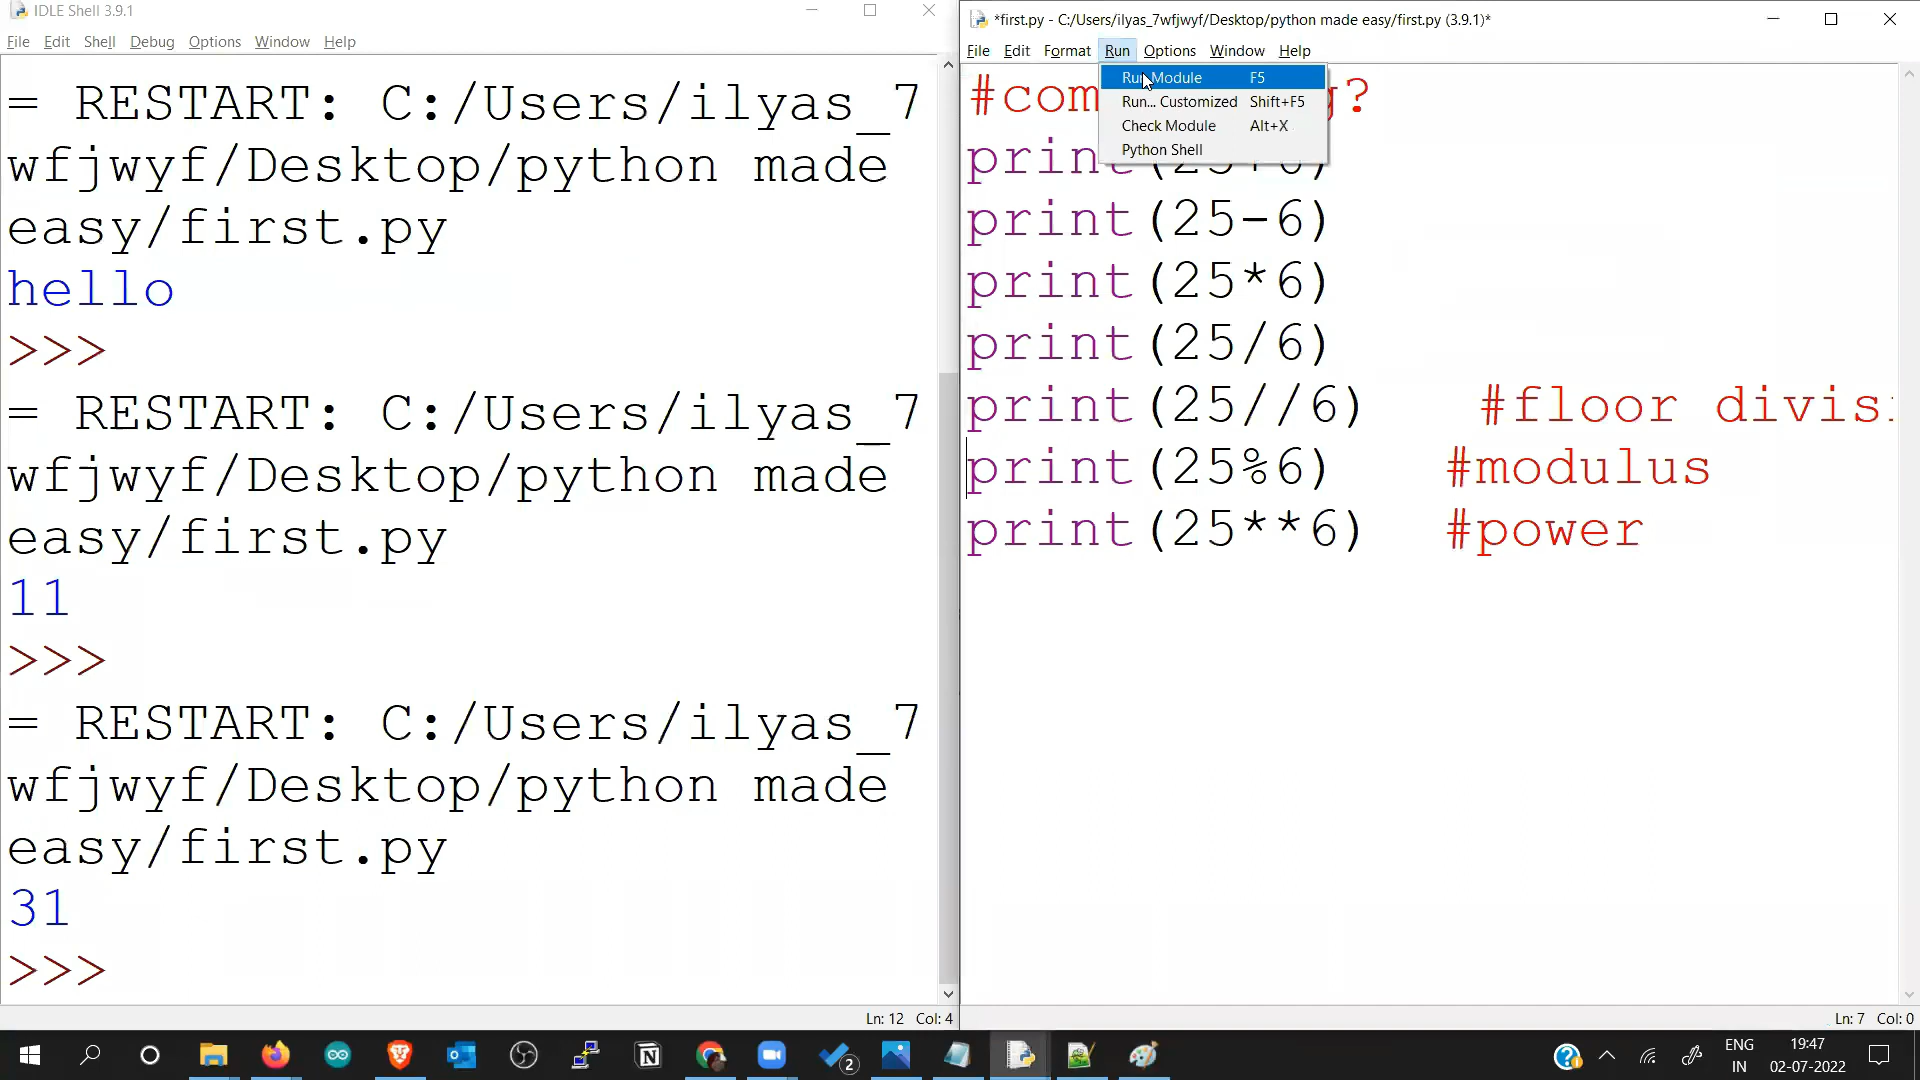 IDLE Shell 3.9.1
File Edit Shell Debug Options Window Help
= RESTART: C:/Users/ilyas_7
wfjwyf/Desktop/python made
easy/first.py
hello
>>>
= RESTART: C:/Users/ilyas_7
wfjwyf/Desktop/python made
easy/first.py
11
>>>
= RESTART: C:/Users/ilyas_7
wfjwyf/Desktop/python made
easy/first.py
31
>>>
Ln: 12 Col: 4
*first.py - C:/Users/ilyas_7wfjwyf/Desktop/python made easy/first.py (3.9.1)*
File Edit Format Run Options Window Help
Run Module F5
Run... Customized Shift+F5
Check Module Alt+X
Python Shell
#com g?
print(25+6)
print(25-6)
print(25*6)
print(25/6)
print(25//6) #floor divisi
print(25%6) #modulus
print(25**6) #power
Ln: 7 Col: 0
2
ENG
IN
19:47
02-07-2022